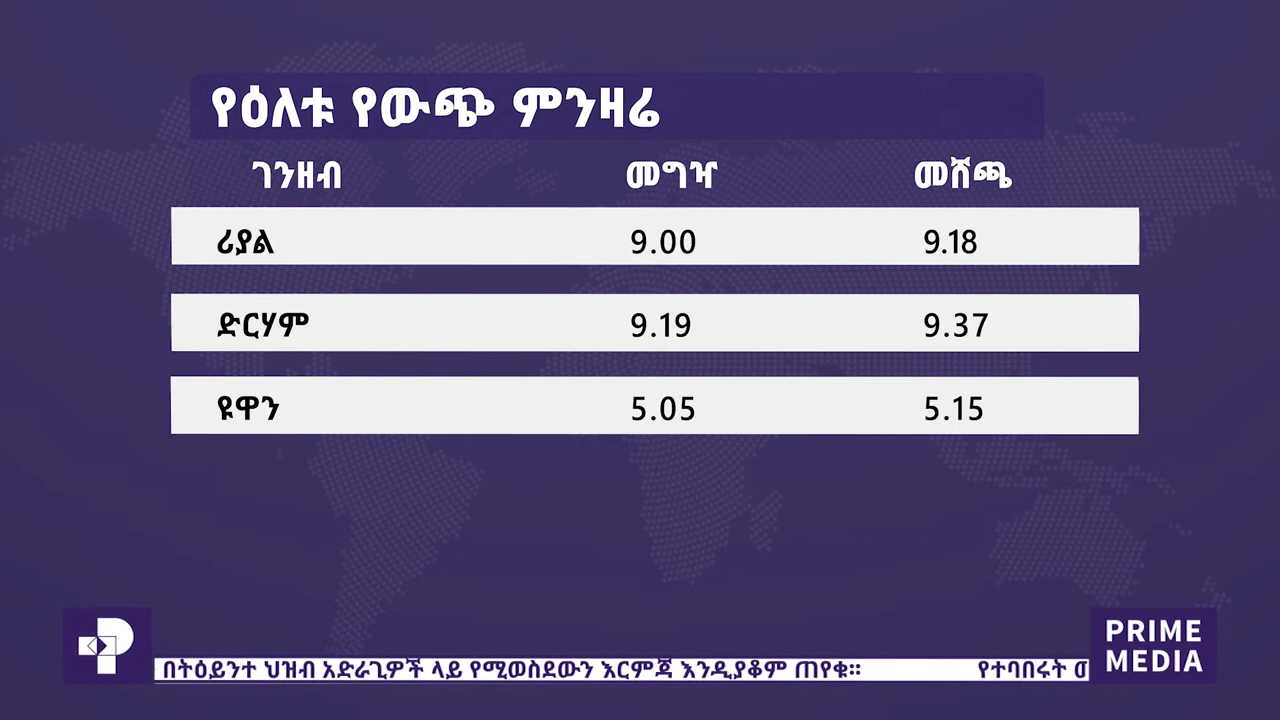 የዕለቱ የውጭ ምንዛሬ
ገንዘብ መግዣ መሸጫ
ሪያል 9.00 9.18
ድርሃም 9.19 9.37
ዩዋን 5.05 5.15
PRIME
MEDIA
በትዕይንተ ህዝብ አድራጊዎች ላይ የሚወስደውን እርምጃ እንዲያቆም ጠየቁ። የተባበሩት